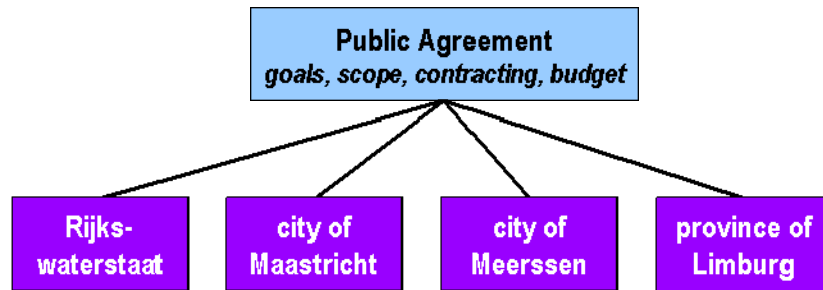 Public Agreement
goals, scope, contracting, budget
Rijks-
waterstaat
city of
Maastricht
city of
Meerssen
province of
Limburg